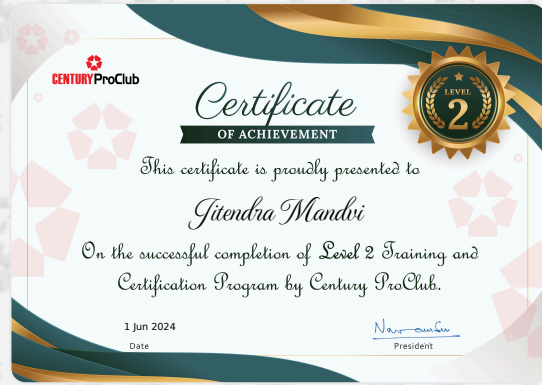 CENTURY ProClub
Certificate
OF ACHIEVEMENT
LEVEL
2
This certificate is proudly presented to
Jitendra Mandvi
On the successful completion of Level 2 Training and
Certification Program by Century ProClub.
1 Jun 2024
Date
President